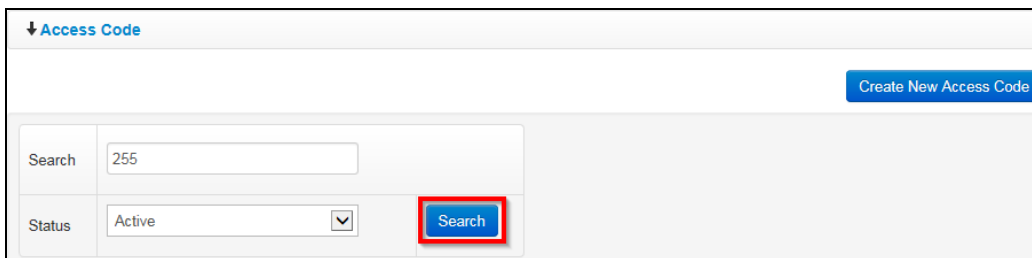 Access Code
Create New Access Code
Search 255
Status Active Search